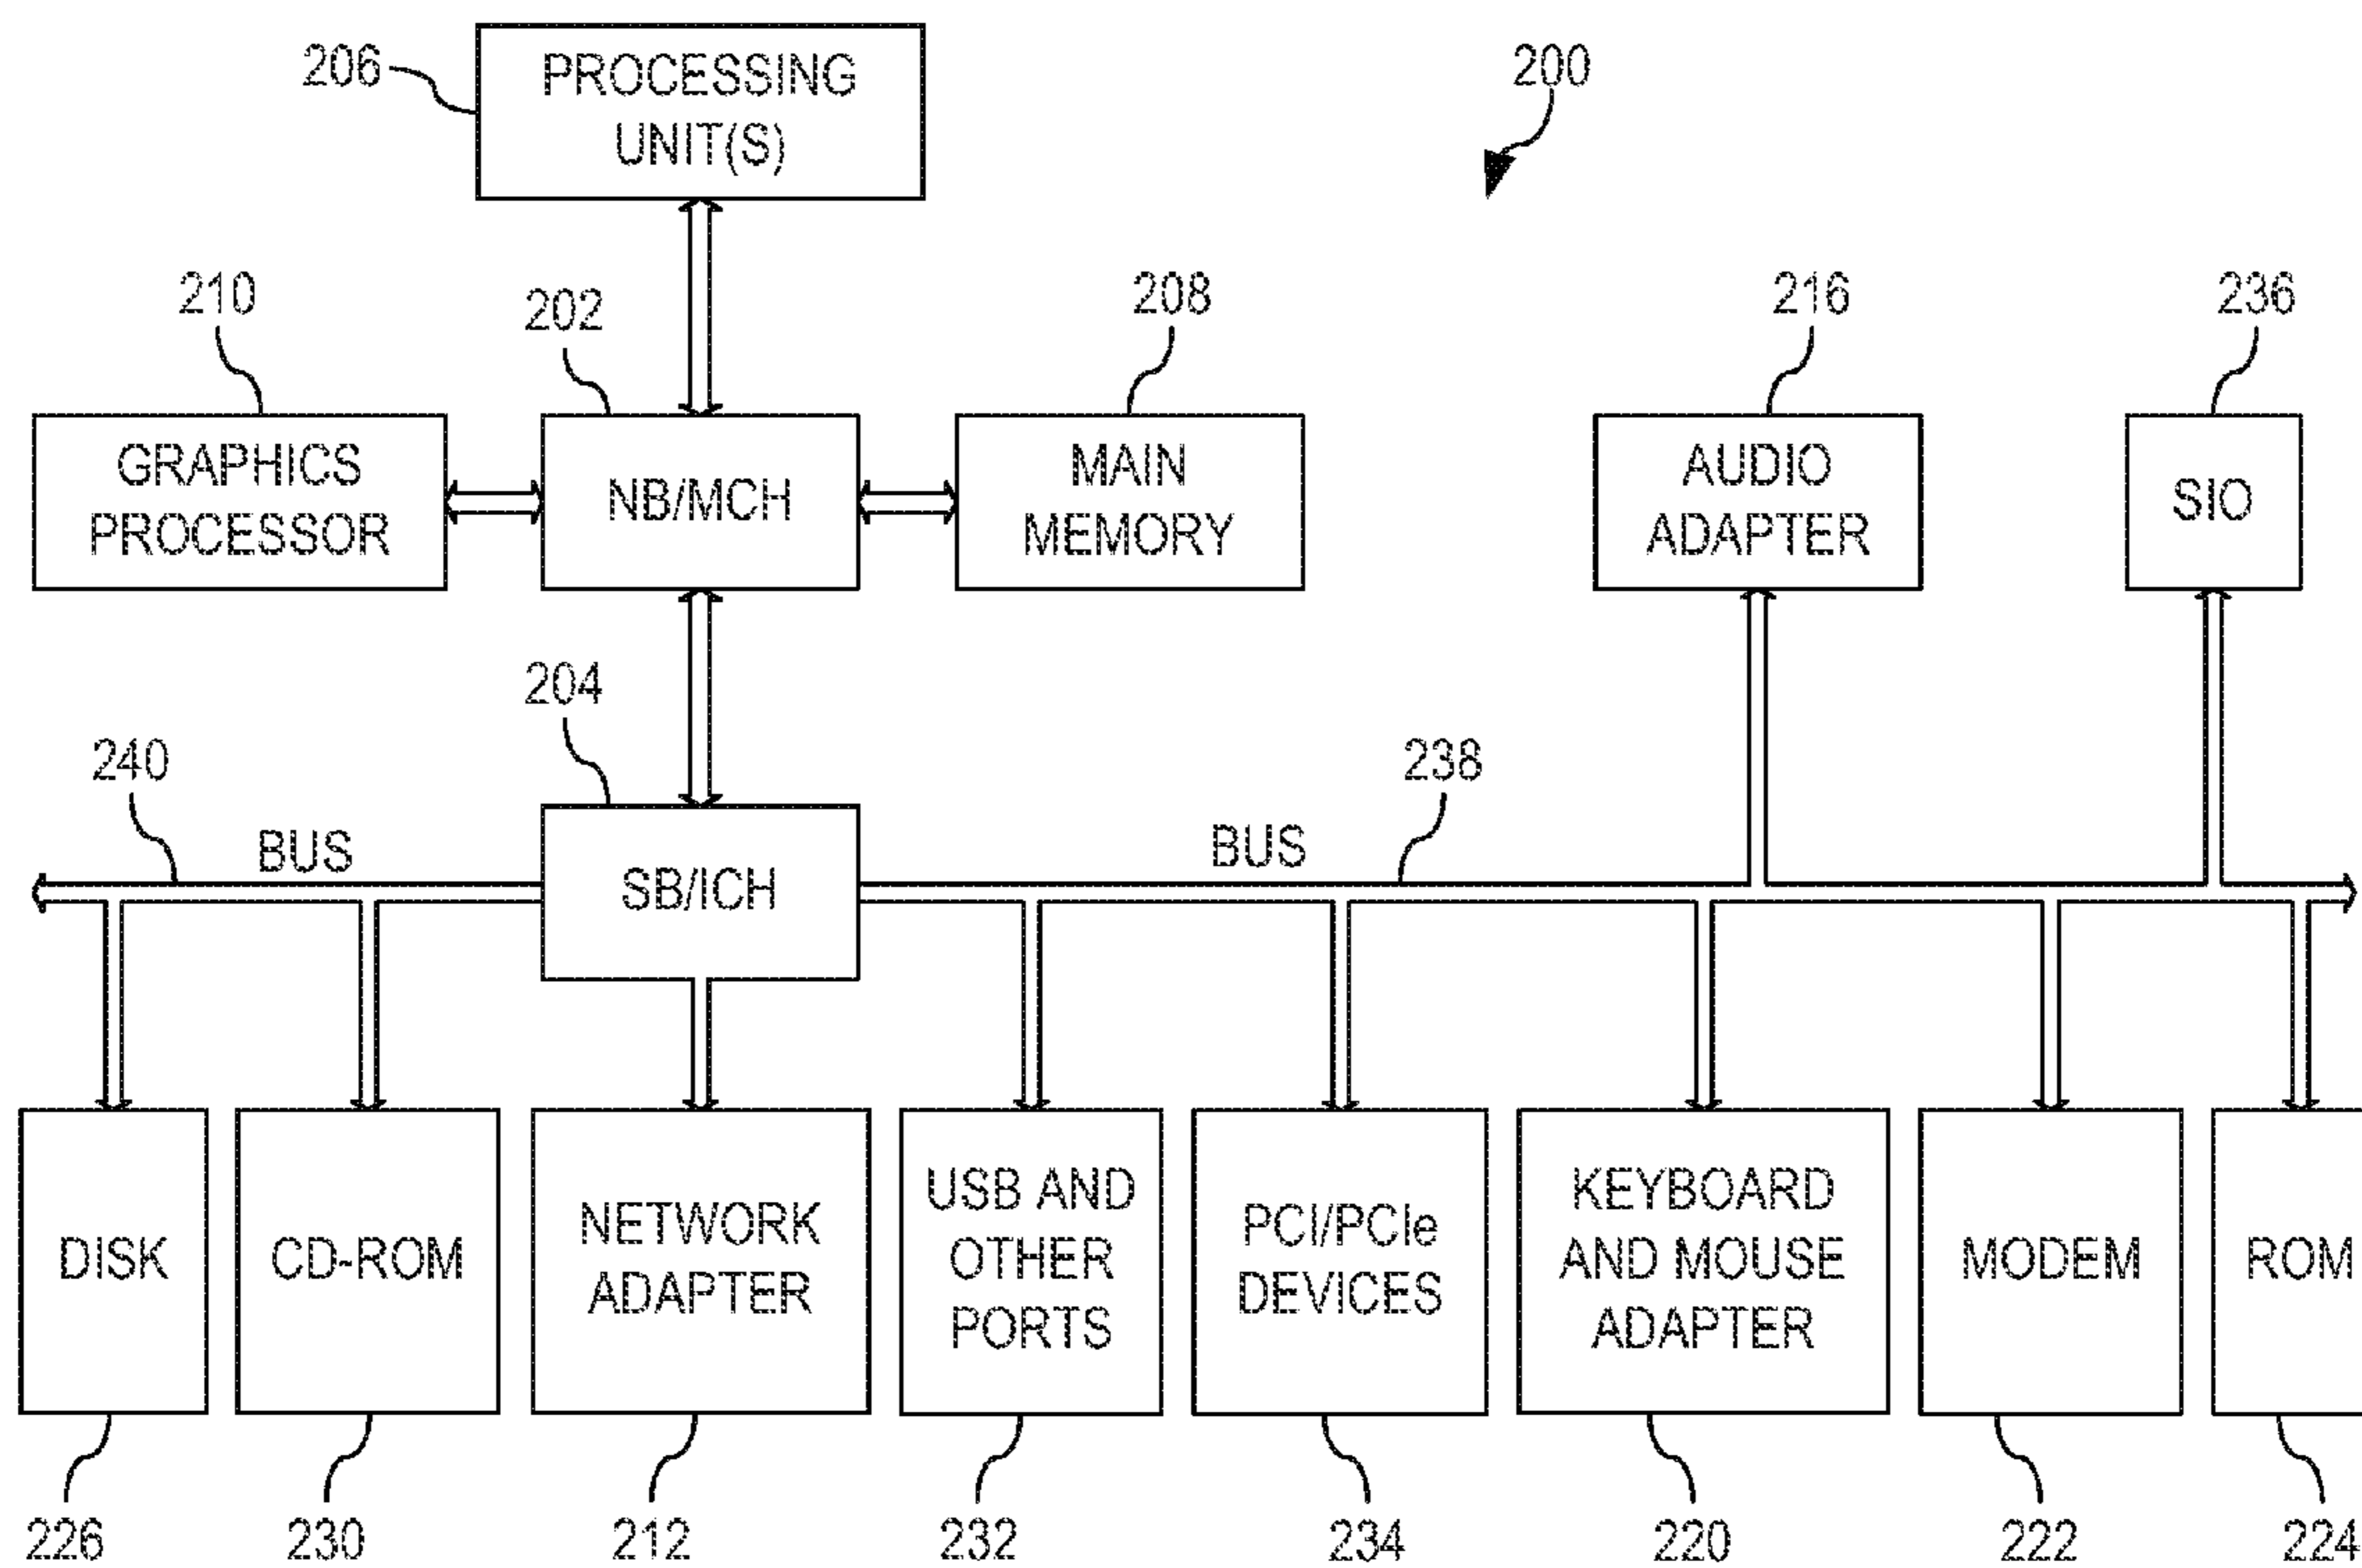 206
PROCESSING
UNIT(S)
200
210
202
208
216
236
GRAPHICS
PROCESSOR
NB/MCH
MAIN
MEMORY
AUDIO
ADAPTER
SIO
204
240
238
BUS
SB/ICH
BUS
DISK
CD-ROM
NETWORK
ADAPTER
USB AND
OTHER
PORTS
PCI/PCIe
DEVICES
KEYBOARD
AND MOUSE
ADAPTER
MODEM
ROM
226
230
212
232
234
220
222
224